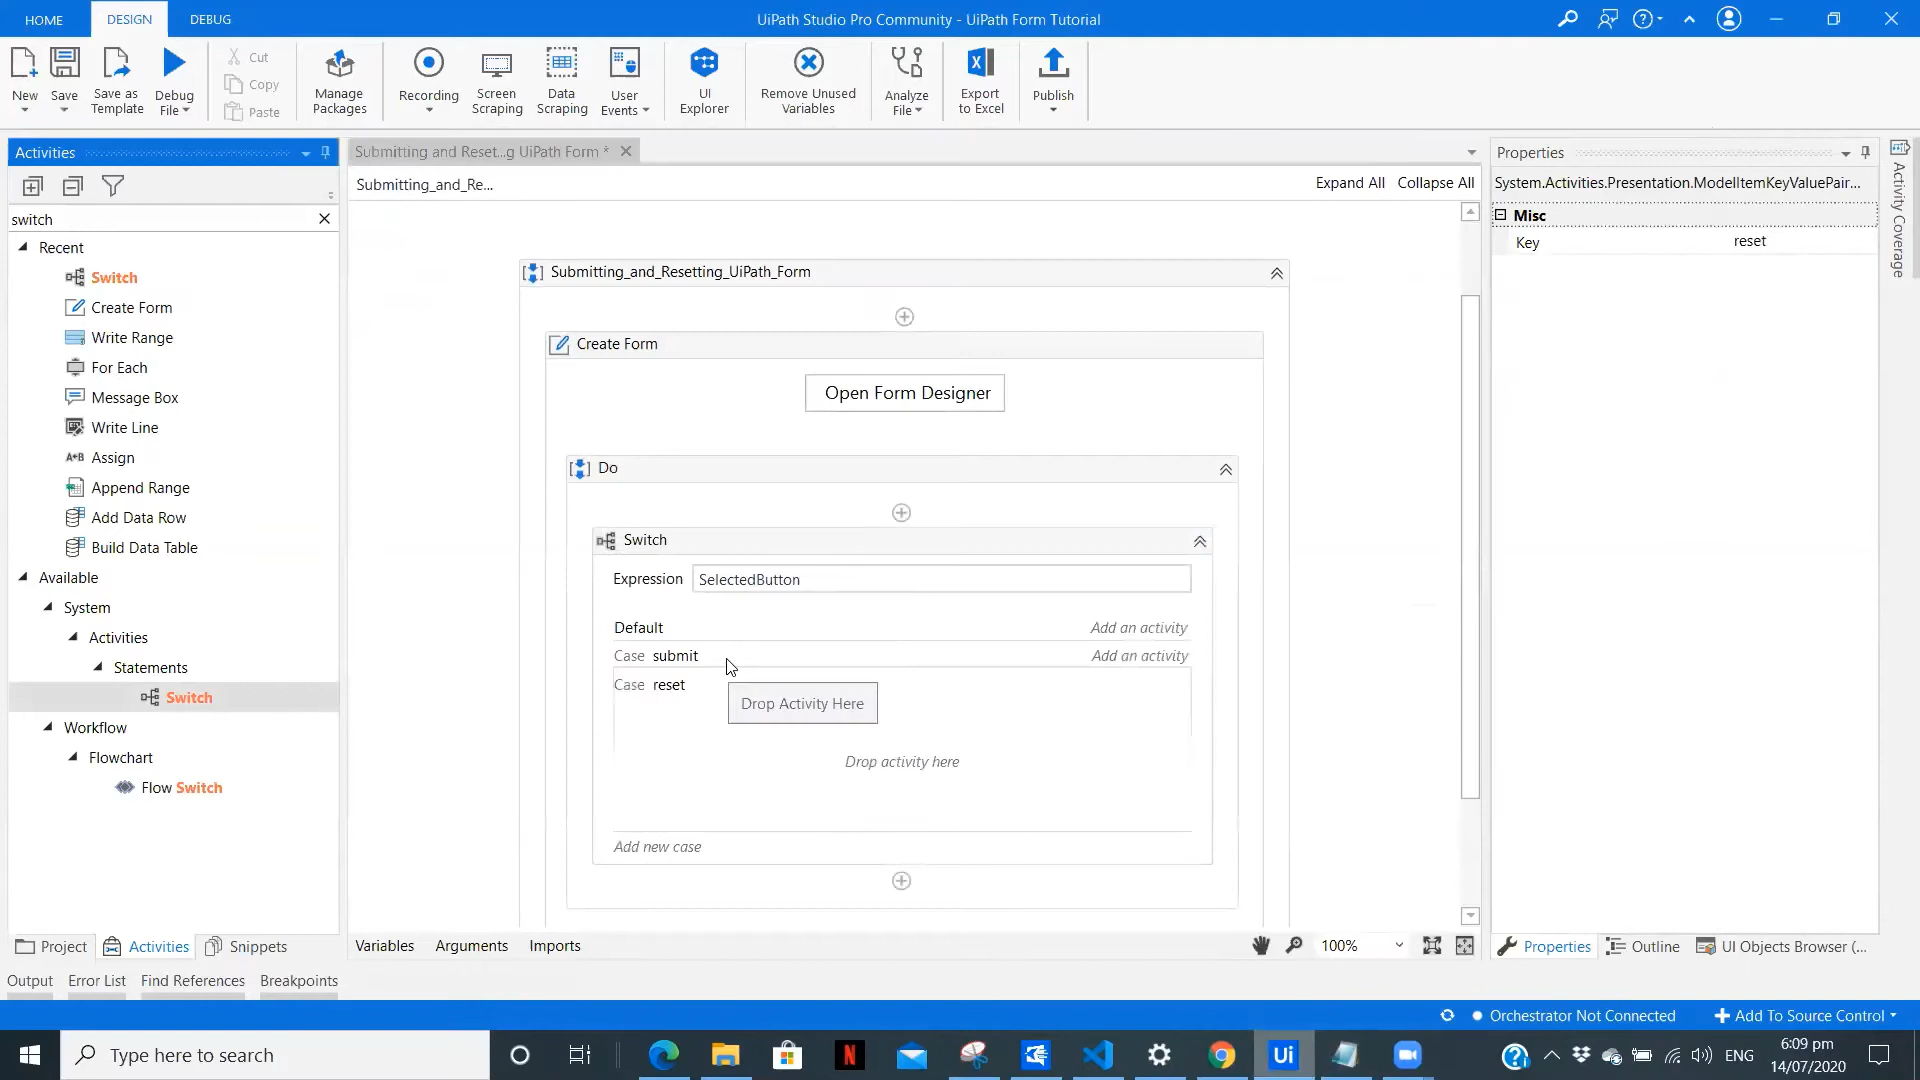 HOME
DESIGN
DEBUG
UiPath Studio Pro Community - UiPath Form Tutorial
New
Save
Save as
Template
Debug
File
Cut
Copy
Paste
Manage
Packages
Recording
Screen
Scraping
Data
Scraping
User
Events
UI
Explorer
Remove Unused
Variables
Analyze
File
Export
to Excel
Publish
Activities
switch
Recent
Switch
Create Form
Write Range
For Each
Message Box
Write Line
Assign
Append Range
Add Data Row
Build Data Table
Available
System
Activities
Statements
Switch
Workflow
Flowchart
Flow Switch
Project
Activities
Snippets
Submitting and Reset...g UiPath Form *
Submitting_and_Re...
Expand All
Collapse All
Submitting_and_Resetting_UiPath_Form
Create Form
Open Form Designer
Do
Switch
Expression
SelectedButton
Default
Add an activity
Case submit
Add an activity
Case reset
Drop Activity Here
Drop activity here
Add new case
Variables
Arguments
Imports
100%
Properties
System.Activities.Presentation.ModelItemKeyValuePair...
Misc
Key
reset
Activity Coverage
Properties
Outline
UI Objects Browser (...
Output
Error List
Find References
Breakpoints
Orchestrator Not Connected
Add To Source Control
Type here to search
ENG
6:09 pm
14/07/2020